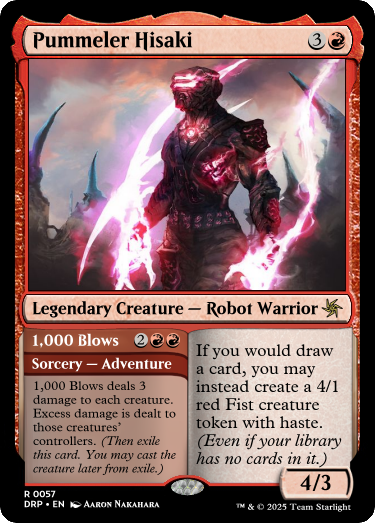 Pummeler Hisaki 3
Legendary Creature — Robot Warrior
1,000 Blows 2
Sorcery — Adventure
1,000 Blows deals 3
damage to each creature.
Excess damage is dealt to
those creatures'
controllers. (Then exile
this card. You may cast the
creature later from exile.)
If you would draw
a card, you may
instead create a 4/1
red Fist creature
token with haste.
(Even if your library
has no cards in it.)
4/3
R 0057
DRP • EN Aaron Nakahara
™ & © 2025 Team Starlight